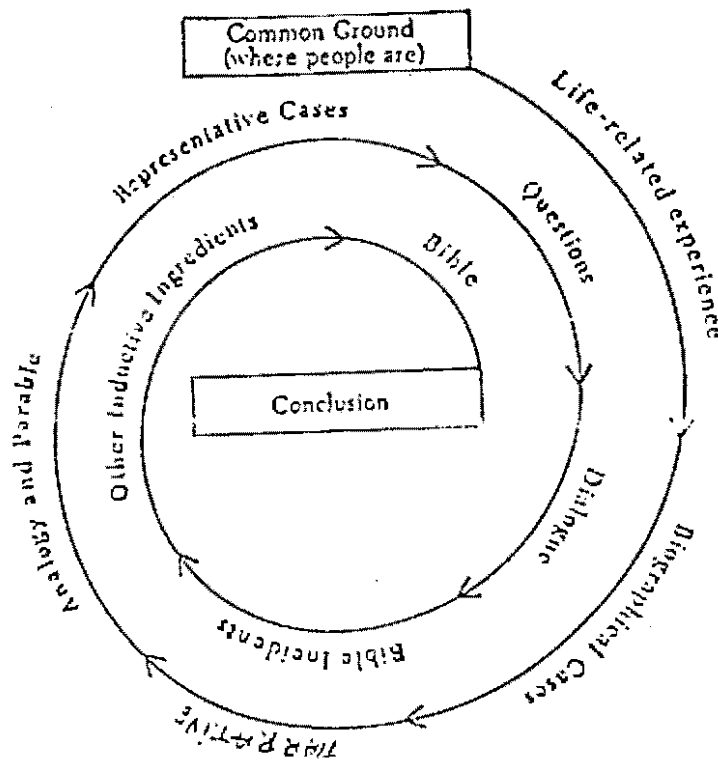 Common Ground
(where people are)
Life-related experience
Biographical Cases
NARRATIVE
Analogy and Parable
Representative Cases
Questions
Dialogue
Bible Incidents
Other Inductive Ingredients
Bible
Conclusion